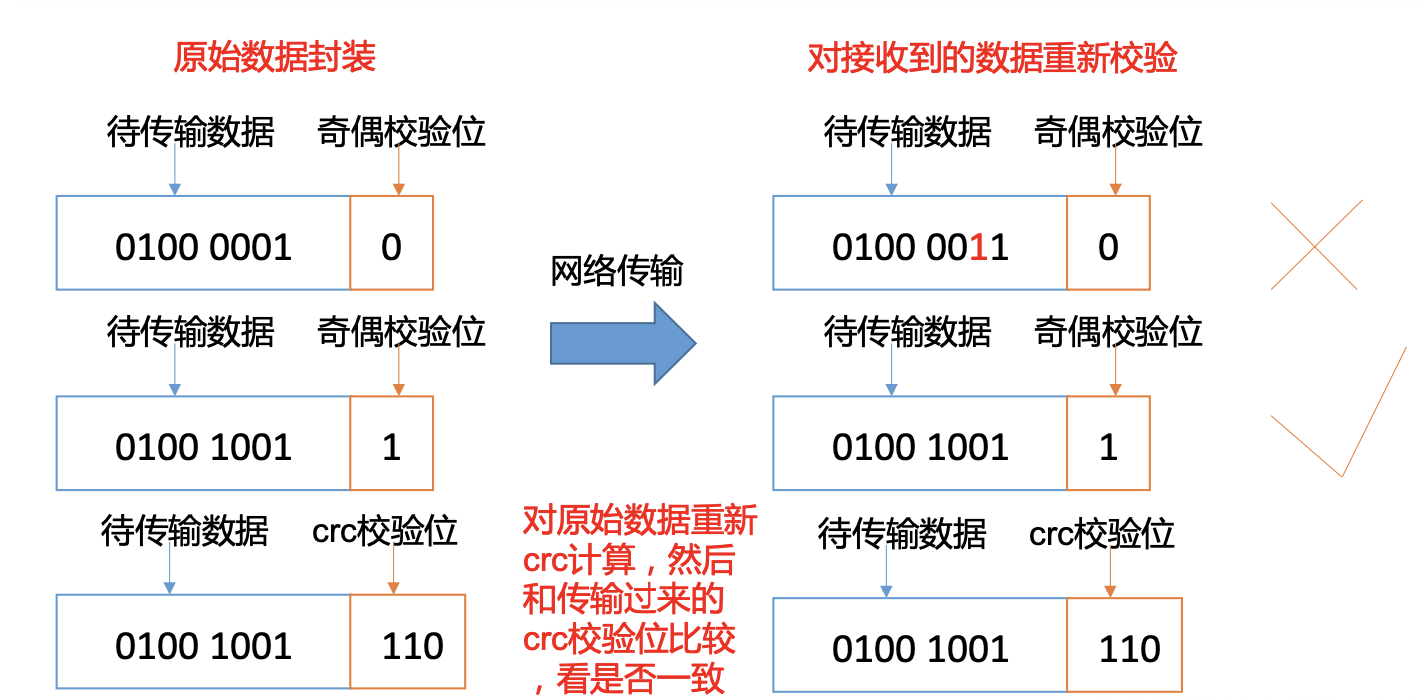 原始数据封装
对接收到的数据重新校验
待传输数据
奇偶校验位
待传输数据
奇偶校验位
0100 0001
0
0100 0011
0
网络传输
待传输数据
奇偶校验位
待传输数据
奇偶校验位
0100 1001
1
0100 1001
1
对原始数据重新
crc计算，然后
和传输过来的
crc校验位比较
，看是否一致
待传输数据
crc校验位
待传输数据
crc校验位
0100 1001
110
0100 1001
110